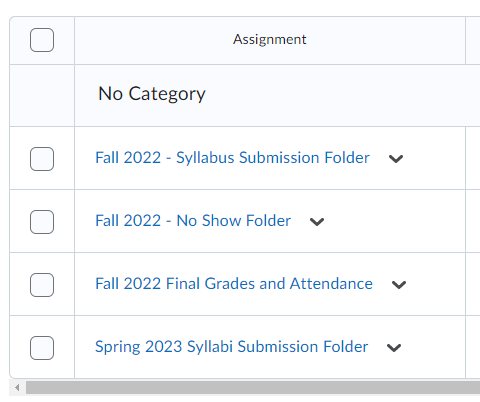 Assignment
No Category
Fall 2022 - Syllabus Submission Folder
Fall 2022 - No Show Folder
Fall 2022 Final Grades and Attendance
Spring 2023 Syllabi Submission Folder